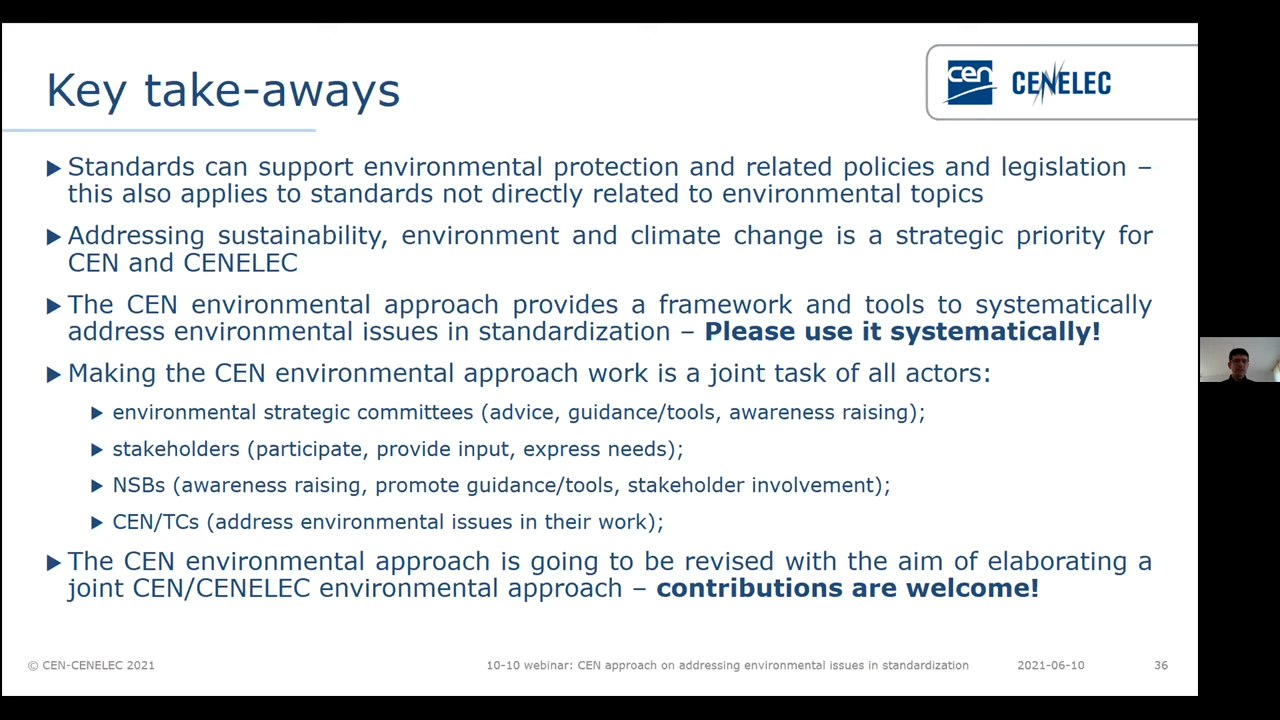 Key take-aways
cen CENELEC
Standards can support environmental protection and related policies and legislation –
this also applies to standards not directly related to environmental topics
Addressing sustainability, environment and climate change is a strategic priority for
CEN and CENELEC
The CEN environmental approach provides a framework and tools to systematically
address environmental issues in standardization – Please use it systematically!
Making the CEN environmental approach work is a joint task of all actors:
environmental strategic committees (advice, guidance/tools, awareness raising);
stakeholders (participate, provide input, express needs);
NSBs (awareness raising, promote guidance/tools, stakeholder involvement);
CEN/TCs (address environmental issues in their work);
The CEN environmental approach is going to be revised with the aim of elaborating a
joint CEN/CENELEC environmental approach – contributions are welcome!
© CEN-CENELEC 2021 10-10 webinar: CEN approach on addressing environmental issues in standardization 2021-06-10 36